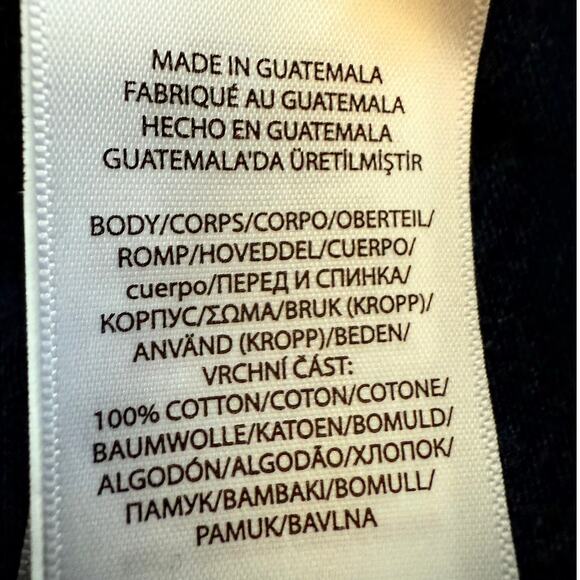 MADE IN GUATEMALA
FABRIQUÉ AU GUATEMALA
HECHO EN GUATEMALA
GUATEMALA'DA ÜRETİLMİŞTİR
BODY/CORPS/CORPO/OBERTEIL/
ROMP/HOVEDDEL/CUERPO/
cuerpo/ПЕРЕД И СПИНКА/
КОРПУС/ΣΩΜΑ/BRUK (KROPP)/
ANVÄND (KROPP)/BEDEN/
VRCHNÍ ČÁST:
100% COTTON/COTON/COTONE/
BAUMWOLLE/KATOEN/BOMULD/
ALGODÓN/ALGODÃO/ХЛОПОК/
ПАМУК/ΒΑΜΒΑΚΙ/BOMULL/
PAMUK/BAVLNA